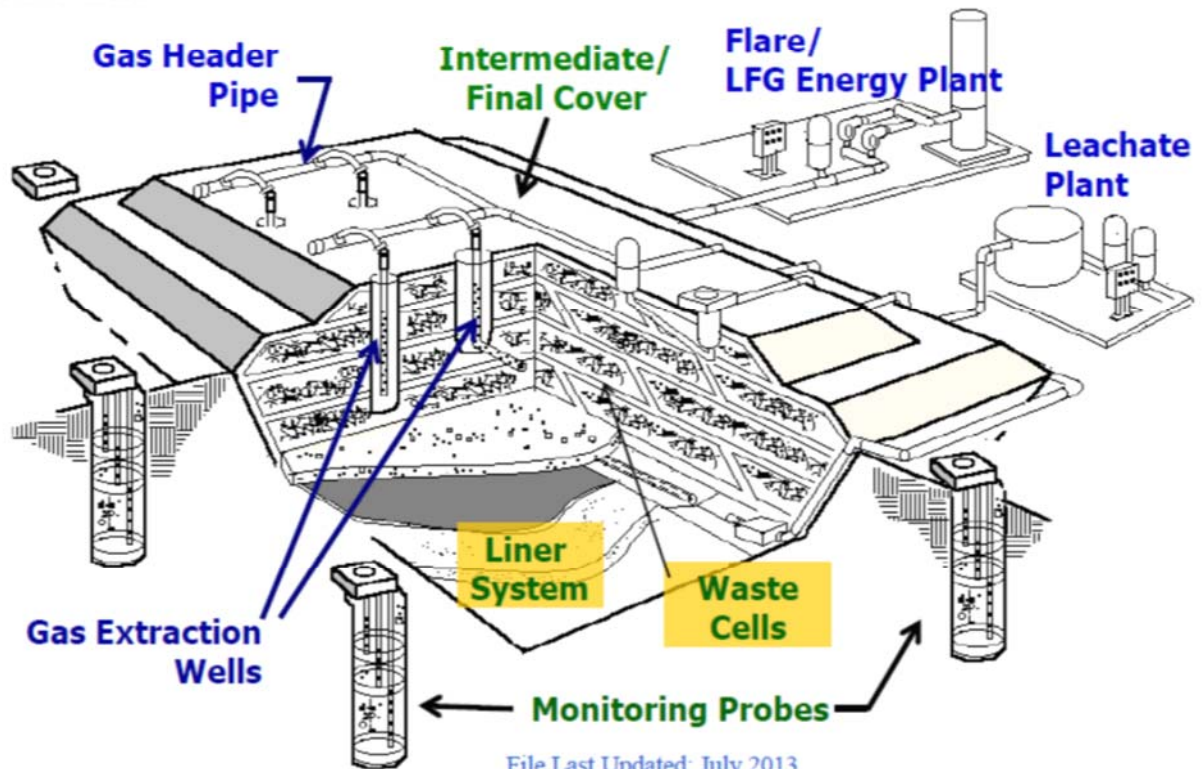 Gas Header
Pipe
Intermediate/
Final Cover
Flare/
LFG Energy Plant
Leachate
Plant
Liner
System
Waste
Cells
Gas Extraction
Wells
Monitoring Probes
File Last Updated: July 2013